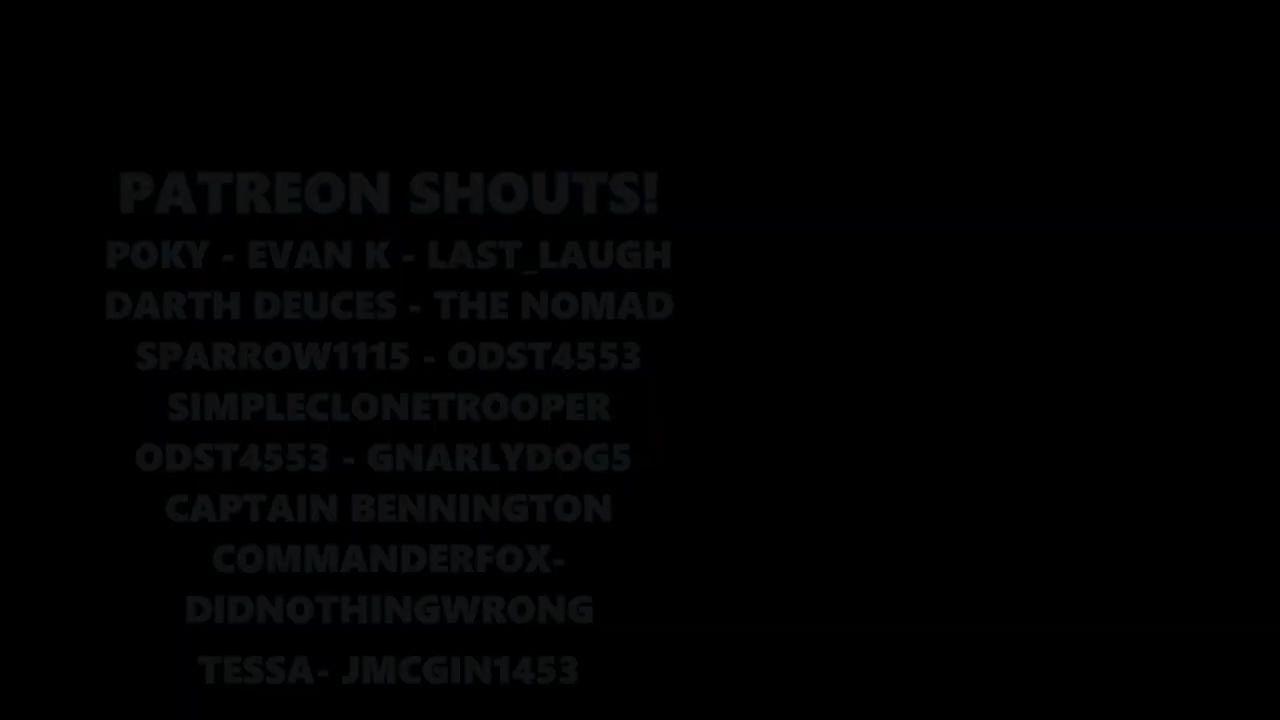 PATREON SHOUTS!
POKY - EVAN K - LAST_LAUGH
DARTH DEUCES - THE NOMAD
SPARROW1115 - ODST4553
SIMPLECLONETROOPER
ODST4553 - GNARLYDOG5
CAPTAIN BENNINGTON
COMMANDERFOX-
DIDNOTHINGWRONG
TESSA- JMCGIN1453